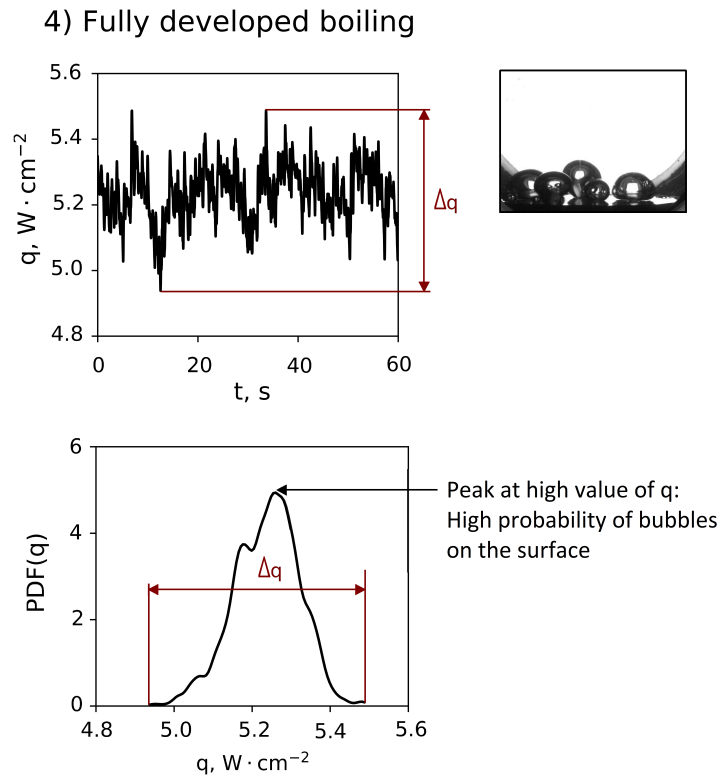 4) Fully developed boiling
5.6
5.4
5.2
5.0
4.8
q, W · cm⁻²
0
20
40
60
t, s
Δq
6
4
2
0
PDF(q)
4.8
5.0
5.2
5.4
5.6
q, W · cm⁻²
Δq
Peak at high value of q:
High probability of bubbles
on the surface